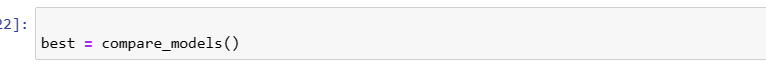 22]:
best = compare_models()